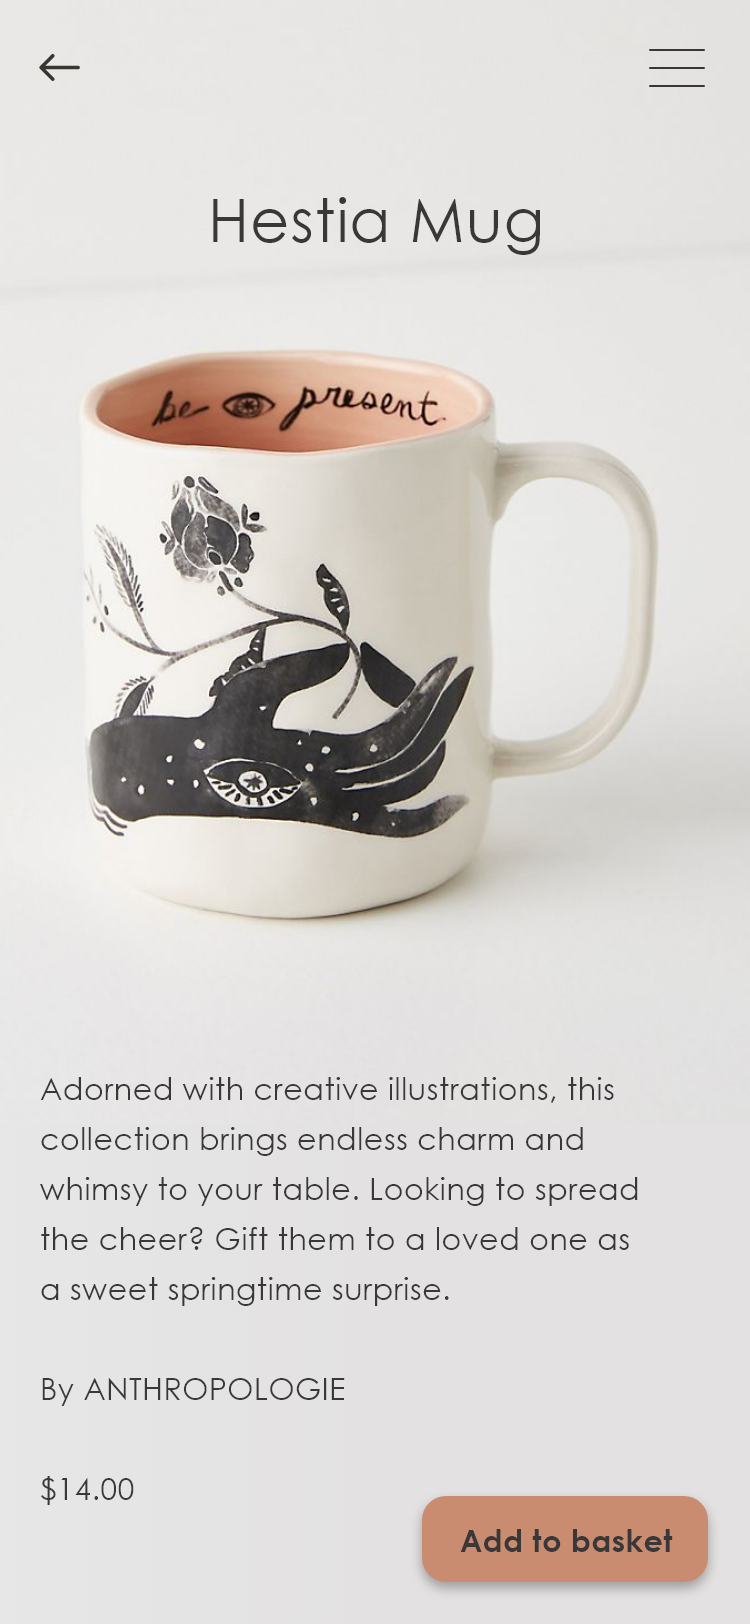 Hestia Mug
be present
Adorned with creative illustrations, this
collection brings endless charm and
whimsy to your table. Looking to spread
the cheer? Gift them to a loved one as
a sweet springtime surprise.
By ANTHROPOLOGIE
$14.00
Add to basket